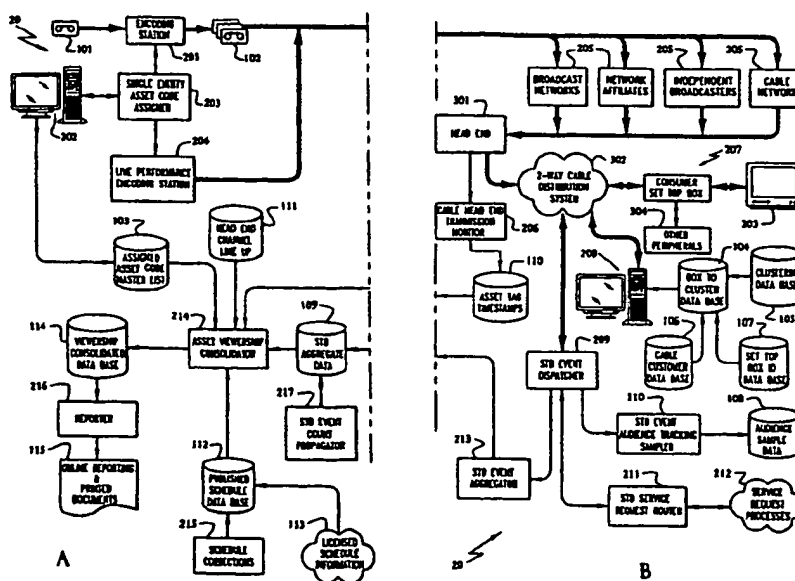 20
101
ENCODING
STATION
201
102
202
SINGLE ENTITY
ASSET CODE
ASSIGNER
203
204
LIVE PERFORMANCE
ENCODING STATION
103
ASSIGNED
ASSET CODE
MASTER LIST
111
HEAD END
CHANNEL
LINE UP
114
VIEWERSHIP
CONSOLIDATED
DATA BASE
214
ASSET VIEWERSHIP
CONSOLIDATOR
109
STB
AGGREGATE
DATA
216
REPORTER
217
STB EVENT
COUNT
PROPAGATOR
115
ONLINE REPORTING
&
PRINTED
DOCUMENTS
112
PUBLISHED
SCHEDULE
DATA BASE
215
SCHEDULE
CORRECTIONS
113
LICENSED
SCHEDULE
INFORMATION
A
205
205
205
205
BROADCAST
NETWORKS
NETWORK
AFFILIATES
INDEPENDENT
BROADCASTERS
CABLE
NETWORK
301
HEAD END
302
2-WAY CABLE
DISTRIBUTION
SYSTEM
207
CONSUMER
SET TOP BOX
303
304
OTHER
PERIPHERALS
CABLE HEAD END
TRANSMISSION
MONITOR
206
208
104
BOX TO
CLUSTER
DATA BASE
CLUSTERING
DATA BASE
105
110
ASSET TAG
TIMESTAMPS
106
CABLE
CUSTOMER
DATA BASE
107
SET TOP
BOX ID
DATA BASE
209
STB EVENT
DISPATCHER
210
STB EVENT
AUDIENCE TRACKING
SAMPLER
108
AUDIENCE
SAMPLE
DATA
213
STB EVENT
AGGREGATOR
211
STB SERVICE
REQUEST ROUTER
212
SERVICE
REQUEST
PROCESSES
20
B